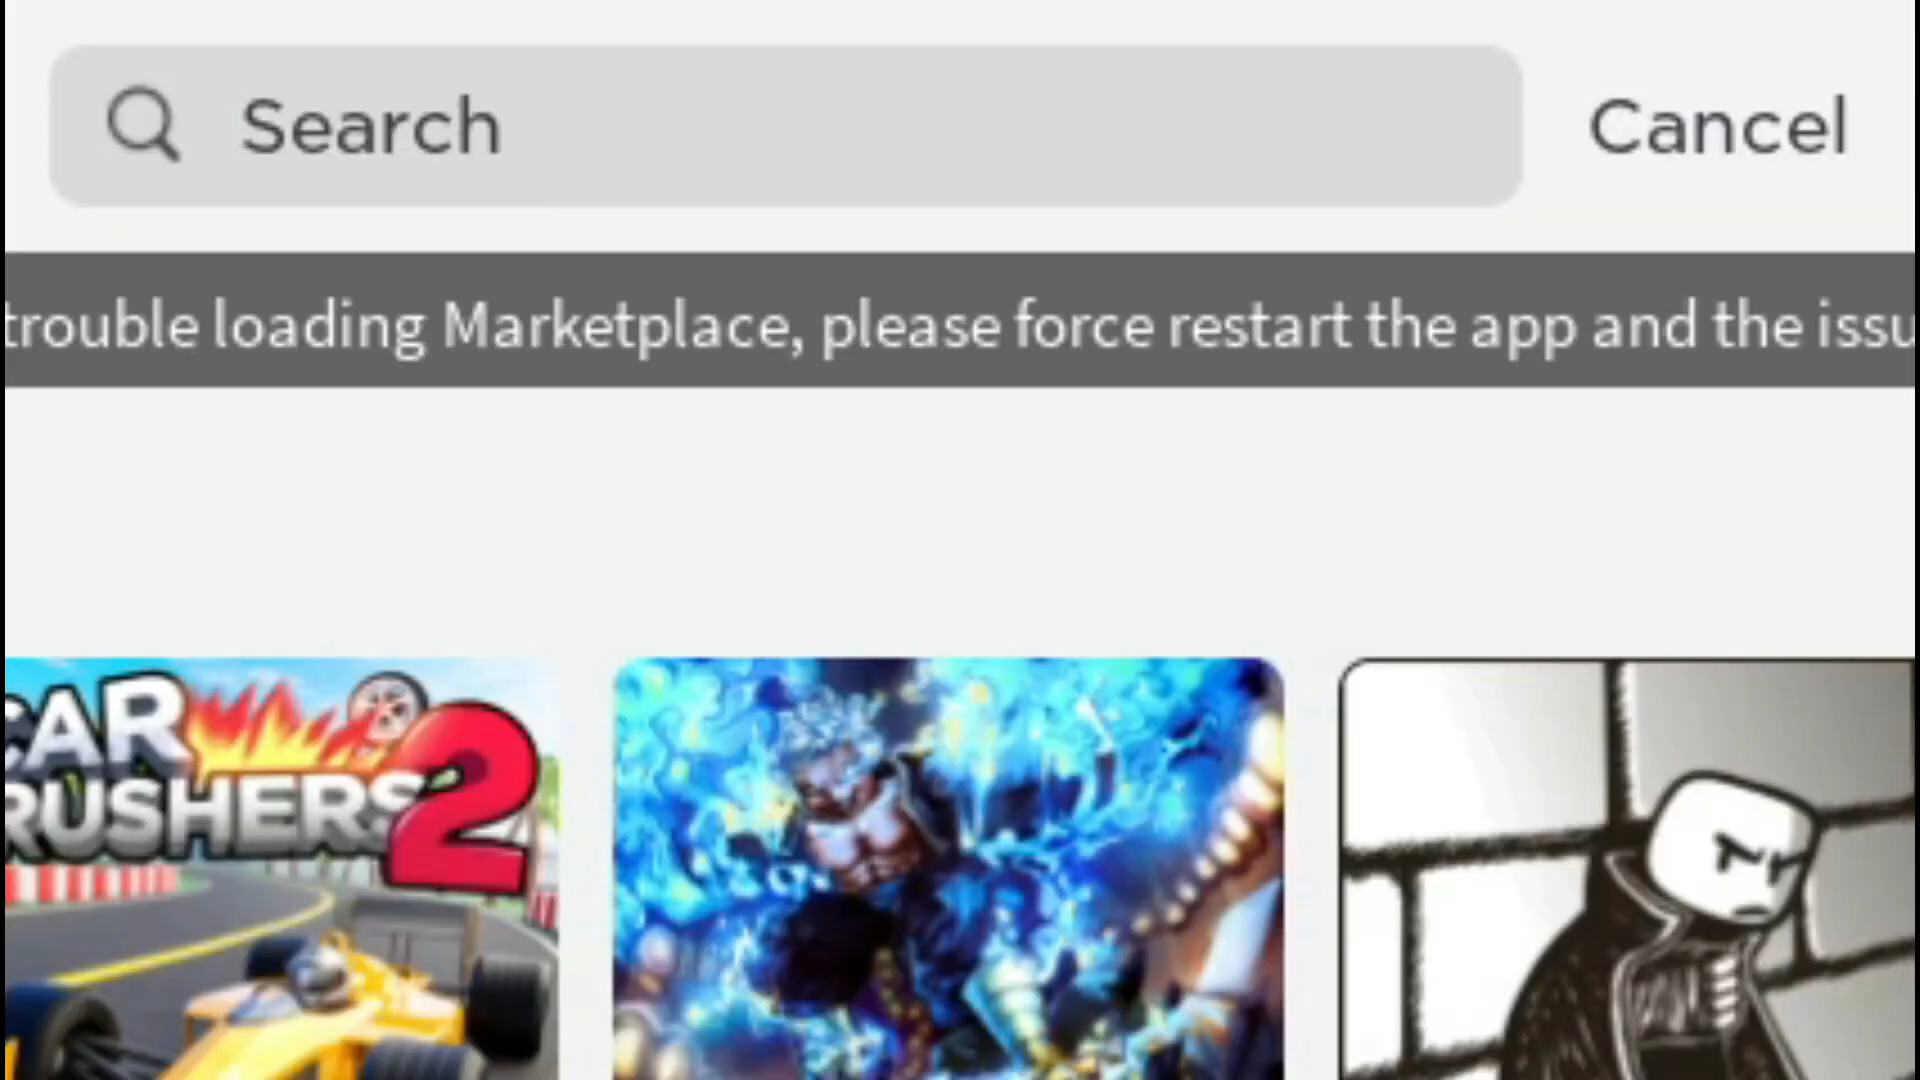 Search
Cancel
trouble loading Marketplace, please force restart the app and the issu
CAR
RUSHERS 2